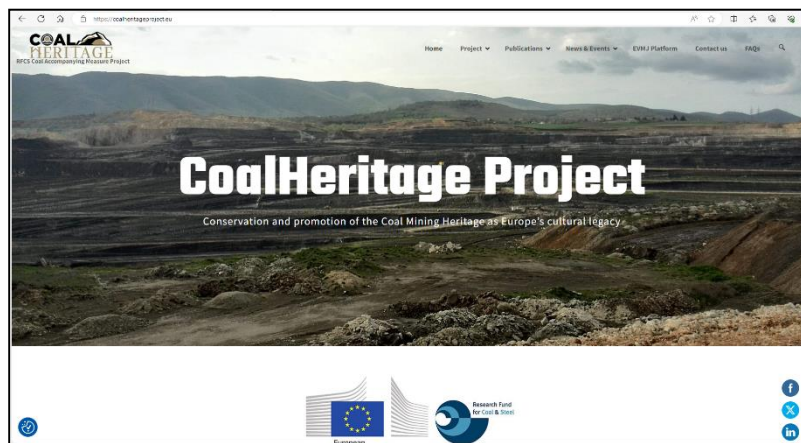 https://coalheritageproject.eu
COAL
HERITAGE
RFCS Coal Accompanying Measure Project
Home Project Publications News & Events EVMJ Platform Contact us FAQs
CoalHeritage Project
Conservation and promotion of the Coal Mining Heritage as Europe's cultural legacy
Research Fund
for Coal & Steel
European